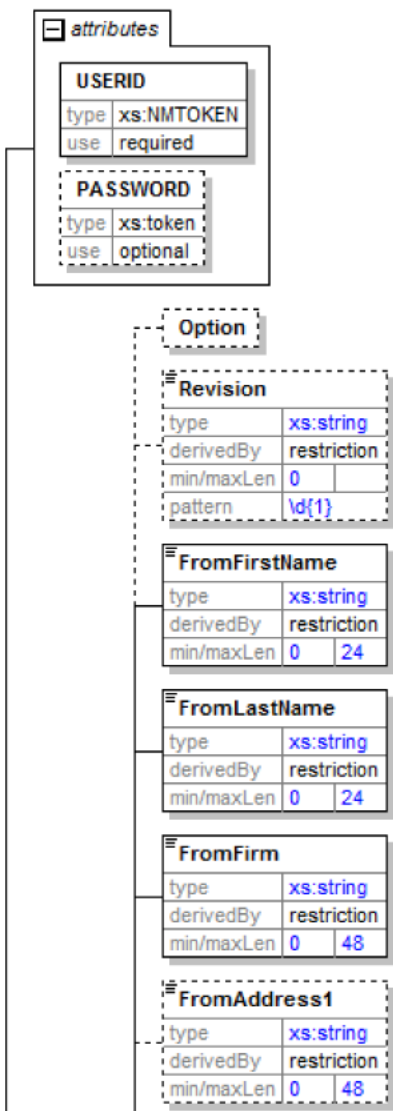 attributes
USERID
type xs:NMTOKEN
use required
PASSWORD
type xs:token
use optional
Option
Revision
type xs:string
derivedBy restriction
min/maxLen 0
pattern \d{1}
FromFirstName
type xs:string
derivedBy restriction
min/maxLen 0 24
FromLastName
type xs:string
derivedBy restriction
min/maxLen 0 24
FromFirm
type xs:string
derivedBy restriction
min/maxLen 0 48
FromAddress1
type xs:string
derivedBy restriction
min/maxLen 0 48